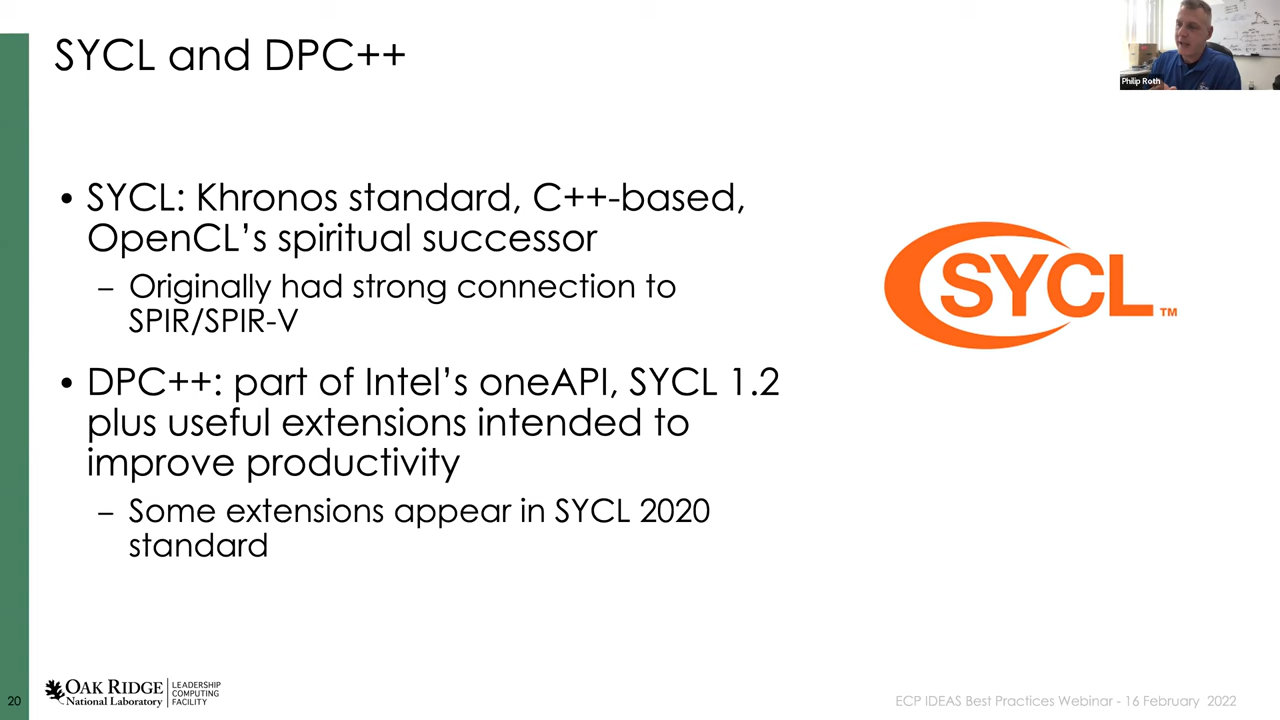 SYCL and DPC++
Philip Roth
• SYCL: Khronos standard, C++-based,
OpenCL’s spiritual successor
– Originally had strong connection to
SPIR/SPIR-V
• DPC++: part of Intel’s oneAPI, SYCL 1.2
plus useful extensions intended to
improve productivity
– Some extensions appear in SYCL 2020
standard
SYCL™
20
OAK RIDGE
National Laboratory
LEADERSHIP
COMPUTING
FACILITY
ECP IDEAS Best Practices Webinar - 16 February 2022